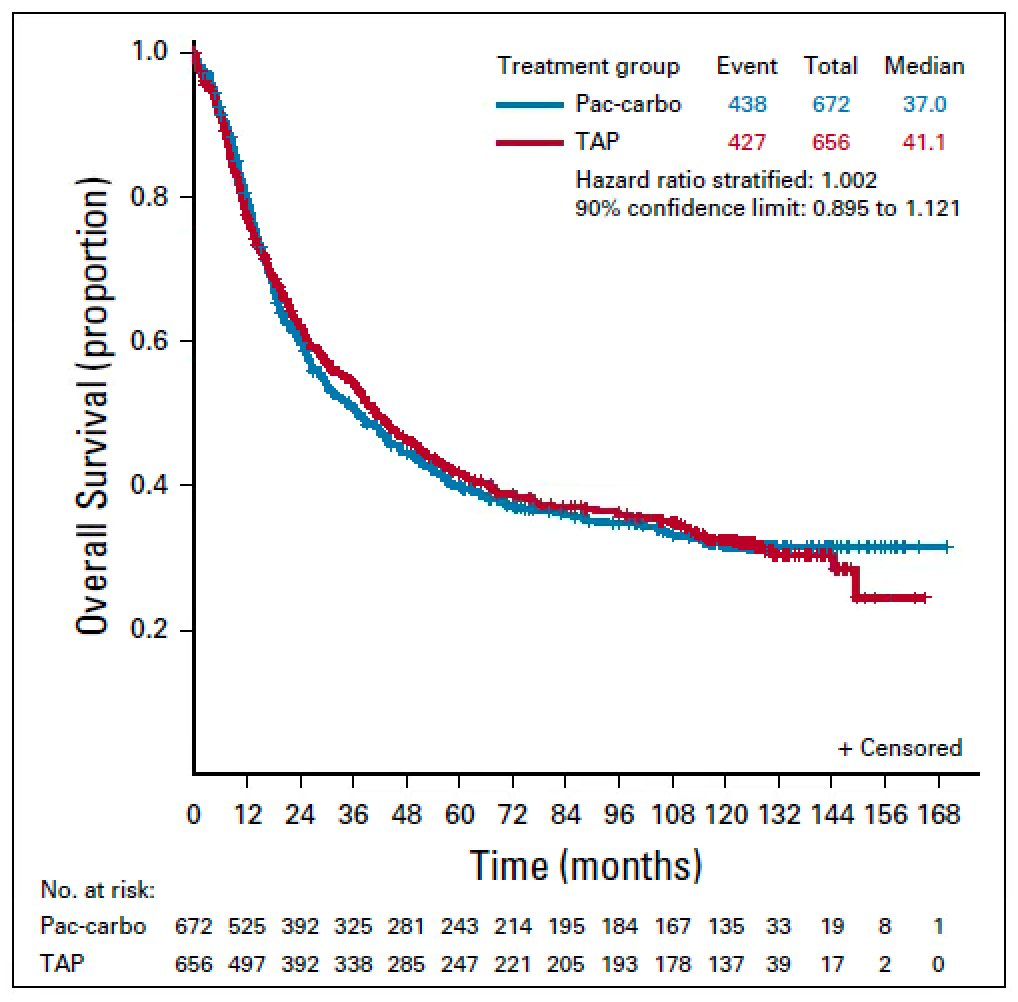 Treatment group Event Total Median
Pac-carbo 438 672 37.0
TAP 427 656 41.1
Hazard ratio stratified: 1.002
90% confidence limit: 0.895 to 1.121
Overall Survival (proportion)
1.0
0.8
0.6
0.4
0.2
+ Censored
0 12 24 36 48 60 72 84 96 108 120 132 144 156 168
Time (months)
No. at risk:
Pac-carbo 672 525 392 325 281 243 214 195 184 167 135 33 19 8 1
TAP 656 497 392 338 285 247 221 205 193 178 137 39 17 2 0